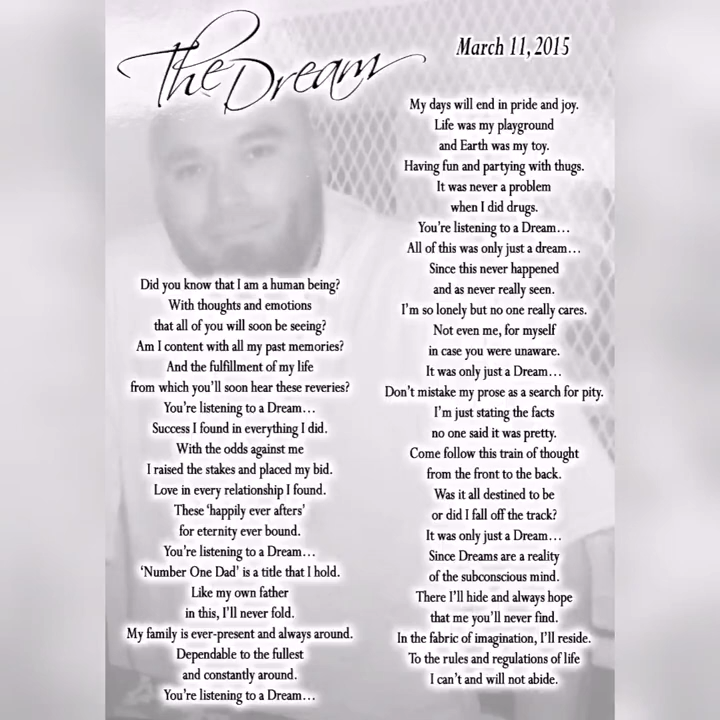 The Dream
March 11, 2015
Did you know that I am a human being?
With thoughts and emotions
that all of you will soon be seeing?
Am I content with all my past memories?
And the fulfillment of my life
from which you'll soon hear these reveries?
You're listening to a Dream…
Success I found in everything I did.
With the odds against me
I raised the stakes and placed my bid.
Love in every relationship I found.
These 'happily ever afters'
for eternity ever bound.
You're listening to a Dream…
'Number One Dad' is a title that I hold.
Like my own father
in this, I'll never fold.
My family is ever-present and always around.
Dependable to the fullest
and constantly around.
You're listening to a Dream…
My days will end in pride and joy.
Life was my playground
and Earth was my toy.
Having fun and partying with thugs.
It was never a problem
when I did drugs.
You're listening to a Dream…
All of this was only just a dream…
Since this never happened
and as never really seen.
I'm so lonely but no one really cares.
Not even me, for myself
in case you were unaware.
It was only just a Dream…
Don't mistake my prose as a search for pity.
I'm just stating the facts
no one said it was pretty.
Come follow this train of thought
from the front to the back.
Was it all destined to be
or did I fall off the track?
It was only just a Dream…
Since Dreams are a reality
of the subconscious mind.
There I'll hide and always hope
that me you'll never find.
In the fabric of imagination, I'll reside.
To the rules and regulations of life
I can't and will not abide.